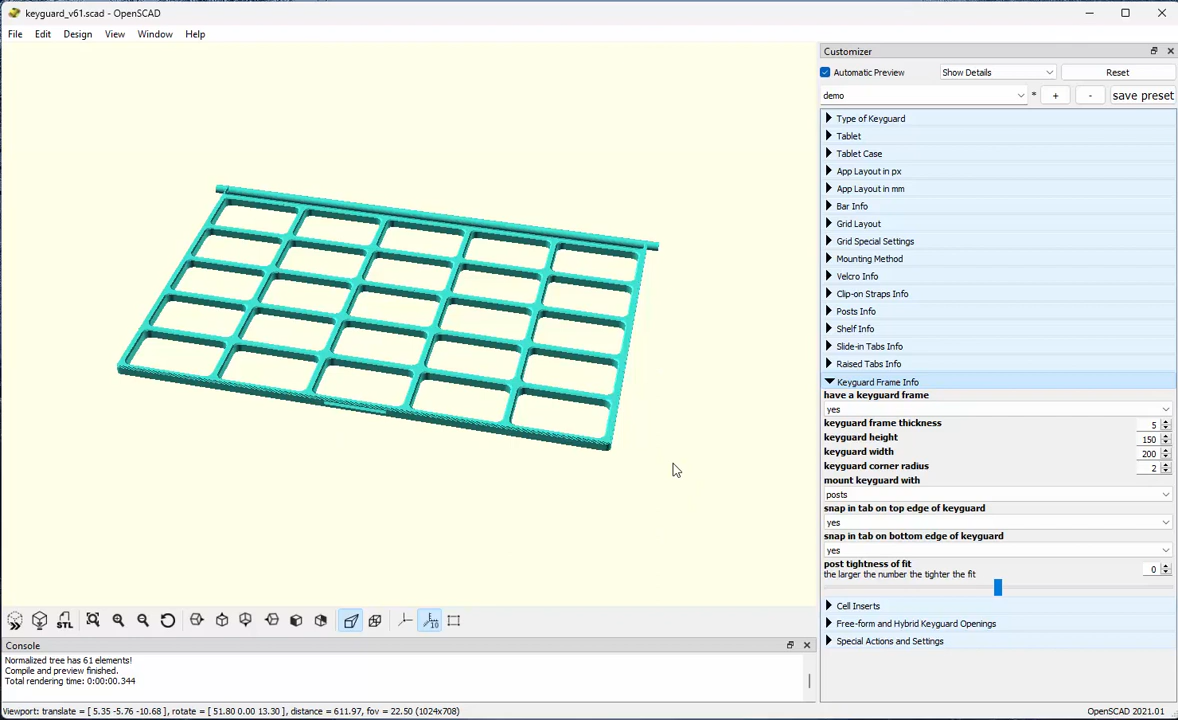 keyguard_v61.scad - OpenSCAD
File Edit Design View Window Help
Customizer
Automatic Preview Show Details Reset
demo * + - save preset
Type of Keyguard
Tablet
Tablet Case
App Layout in px
App Layout in mm
Bar Info
Grid Layout
Grid Special Settings
Mounting Method
Velcro Info
Clip-on Straps Info
Posts Info
Shelf Info
Slide-in Tabs Info
Raised Tabs Info
Keyguard Frame Info
have a keyguard frame
yes
keyguard frame thickness 5
keyguard height 150
keyguard width 200
keyguard corner radius 2
mount keyguard with
posts
snap in tab on top edge of keyguard
yes
snap in tab on bottom edge of keyguard
yes
post tightness of fit
the larger the number the tighter the fit 0
Cell Inserts
Free-form and Hybrid Keyguard Openings
Special Actions and Settings
STL
10
Console
Normalized tree has 61 elements!
Compile and preview finished.
Total rendering time: 0:00:00.344
Viewport: translate = [ 5.35 -5.76 -10.68 ], rotate = [ 51.80 0.00 13.30 ], distance = 611.97, fov = 22.50 (1024x708) OpenSCAD 2021.01